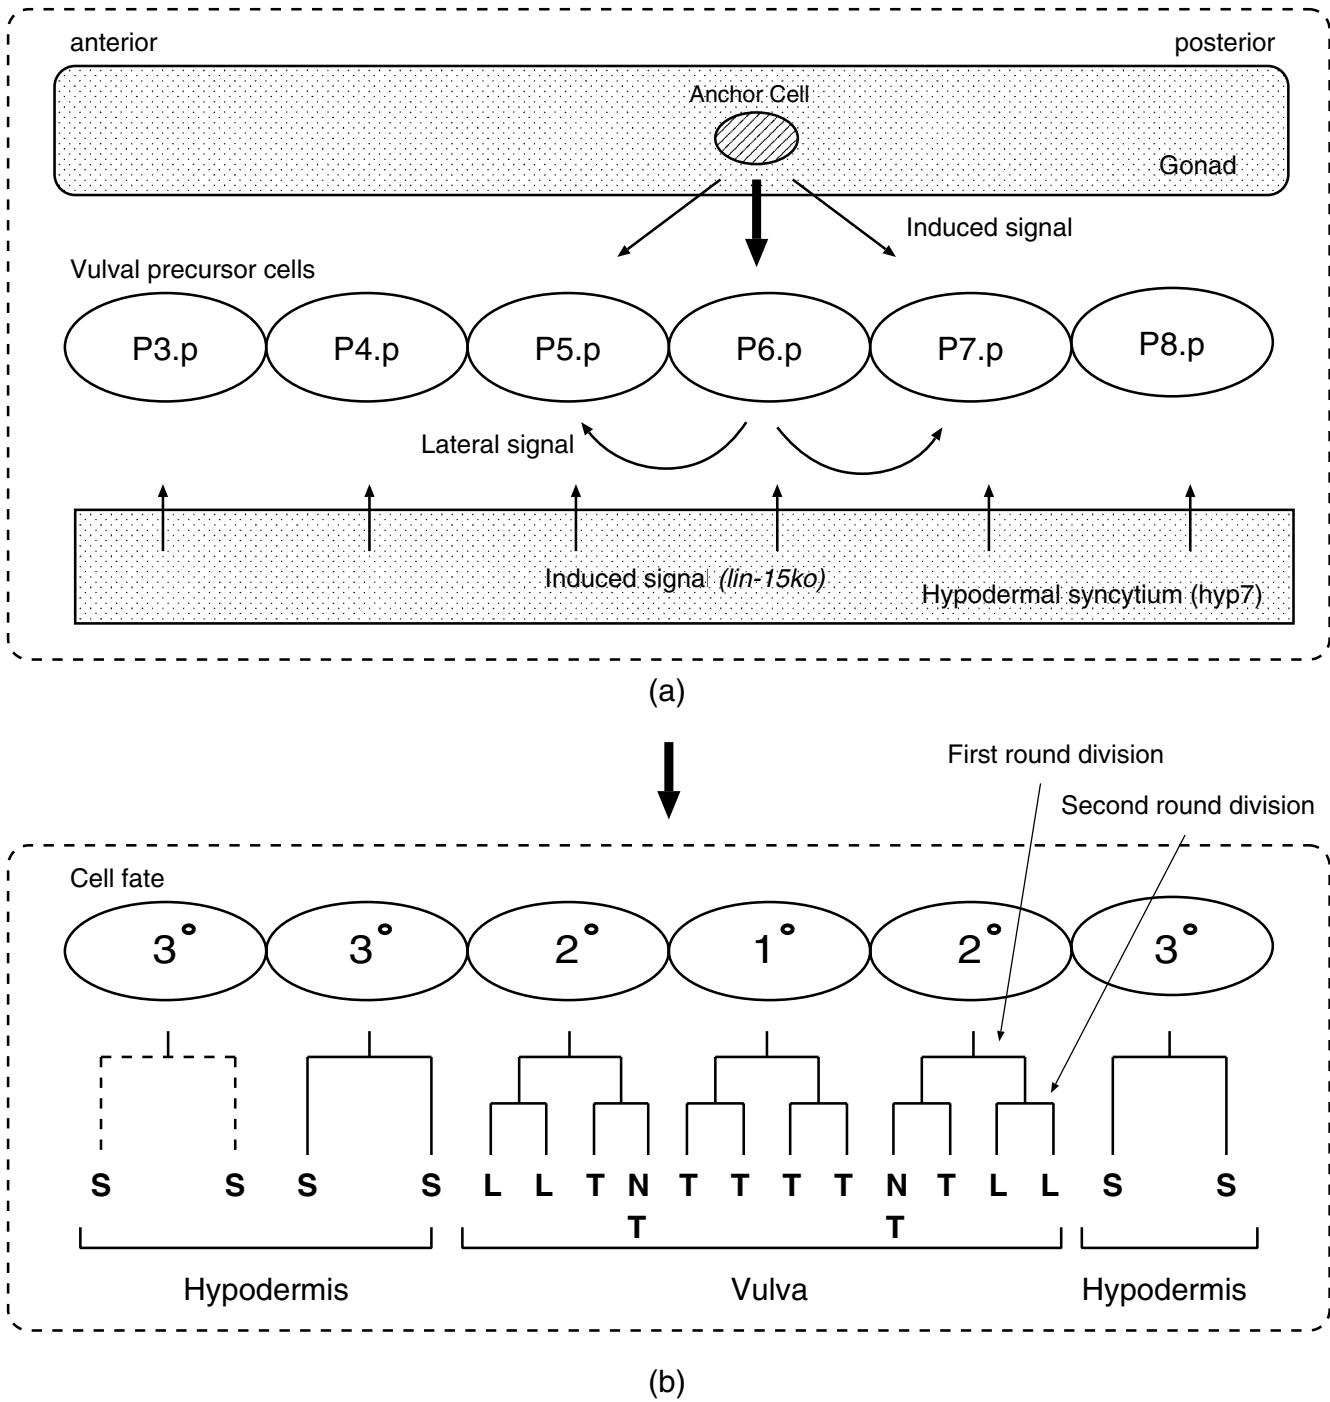 anterior posterior
Anchor Cell
Gonad
Induced signal
Vulval precursor cells
P3.p P4.p P5.p P6.p P7.p P8.p
Lateral signal
Induced signal (lin-15ko)
Hypodermal syncytium (hyp7)
(a)
First round division
Second round division
Cell fate
3° 3° 2° 1° 2° 3°
S S S S L L T N T T T T N T L L S S
T T
Hypodermis Vulva Hypodermis
(b)